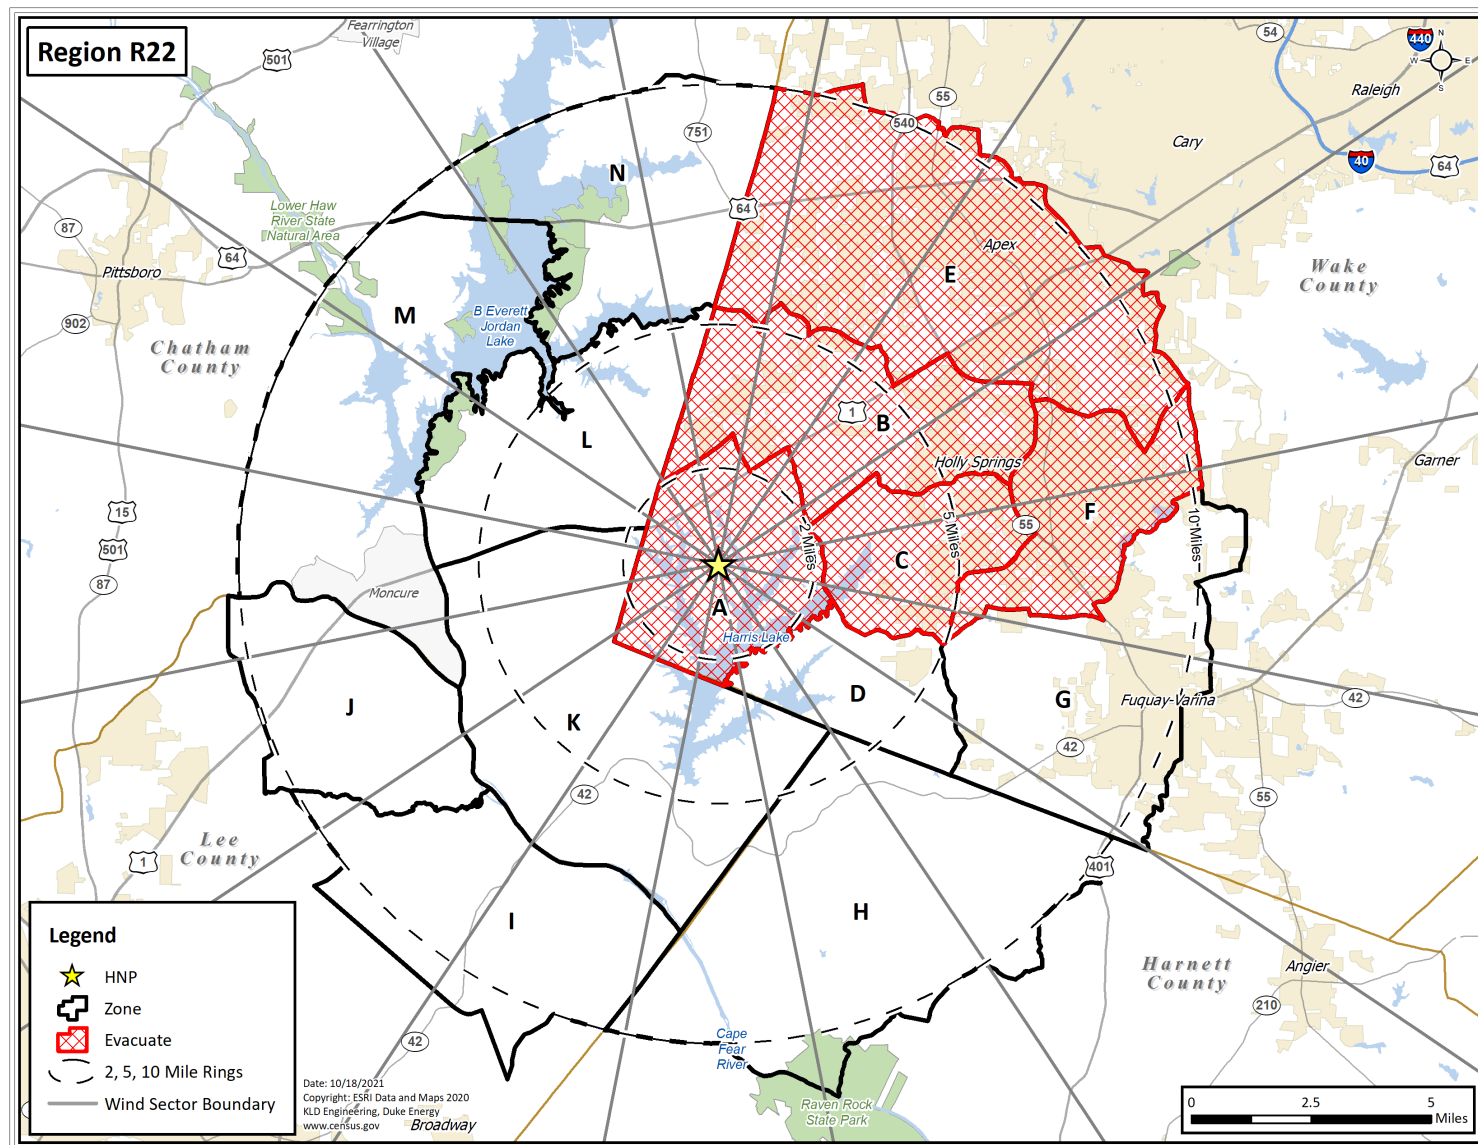 Region R22
Fearrington
Village
501
54
440
N
W
E
S
Raleigh
55
540
751
Cary
40
64
N
64
Lower Haw
River State
Natural Area
87
64
Apex
Pittsboro
E
Wake
County
M
B Everett
Jordan
Lake
902
Chatham
County
1
B
L
Holly Springs
Garner
15
501
87
2 Miles
5 Miles
55
F
10 Miles
C
Moncure
A
Harris Lake
J
K
D
G
Fuquay-Varina
42
42
42
55
Lee
County
1
401
I
H
Harnett
County
Angier
210
Legend
HNP
Zone
Evacuate
2, 5, 10 Mile Rings
Wind Sector Boundary
42
Cape
Fear
River
Raven Rock
State Park
Date: 10/18/2021
Copyright: ESRI Data and Maps 2020
KLD Engineering, Duke Energy
www.census.gov
Broadway
0
2.5
5
Miles